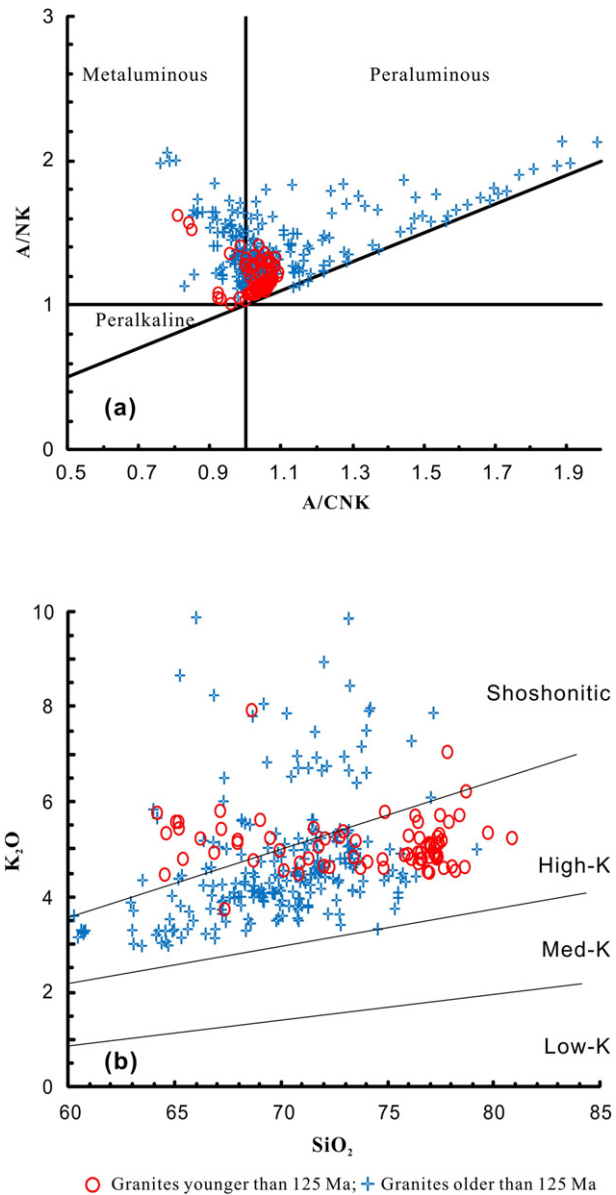 3
Metaluminous Peraluminous
2
A/NK
1
Peralkaline
(a)
0
0.5 0.7 0.9 1.1 1.3 1.5 1.7 1.9
A/CNK
10
8
Shoshonitic
6
K₂O
High-K
4
Med-K
2
Low-K
(b)
0
60 65 70 75 80 85
SiO₂
Granites younger than 125 Ma; Granites older than 125 Ma